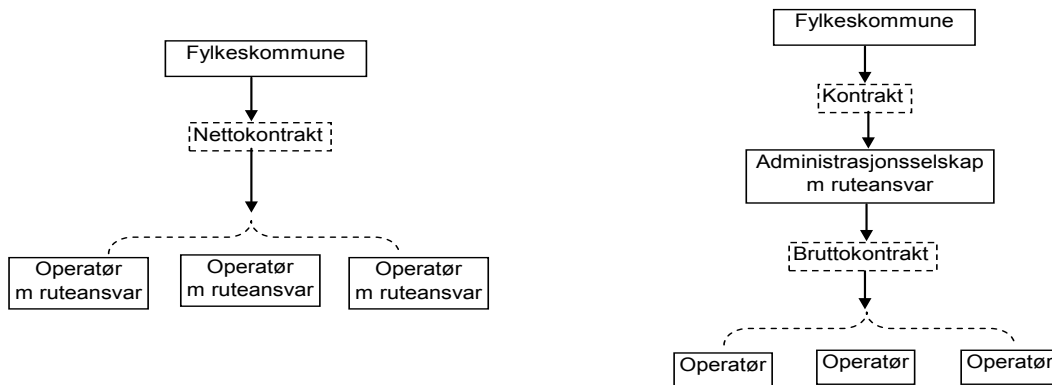 Fylkeskommune
Nettokontrakt
Operatør
m ruteansvar
Operatør
m ruteansvar
Operatør
m ruteansvar
Fylkeskommune
Kontrakt
Administrasjonsselskap
m ruteansvar
Bruttokontrakt
Operatør
Operatør
Operatør